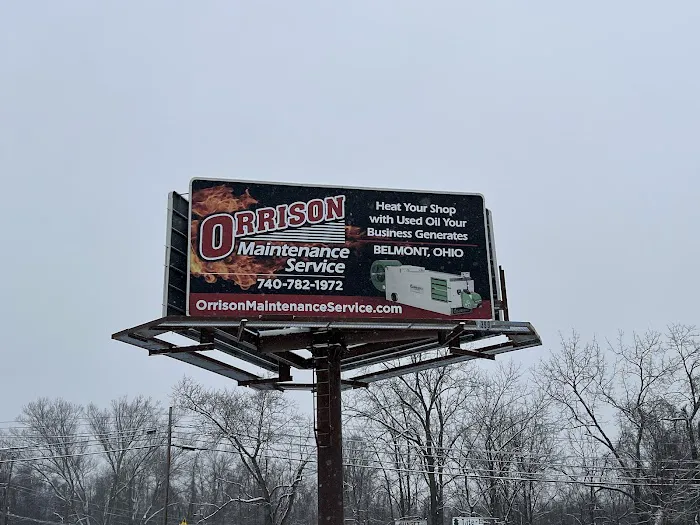 ORRISON
Maintenance
Service
740-782-1972
OrrisonMaintenanceService.com
Heat Your Shop
with Used Oil Your
Business Generates
BELMONT, OHIO